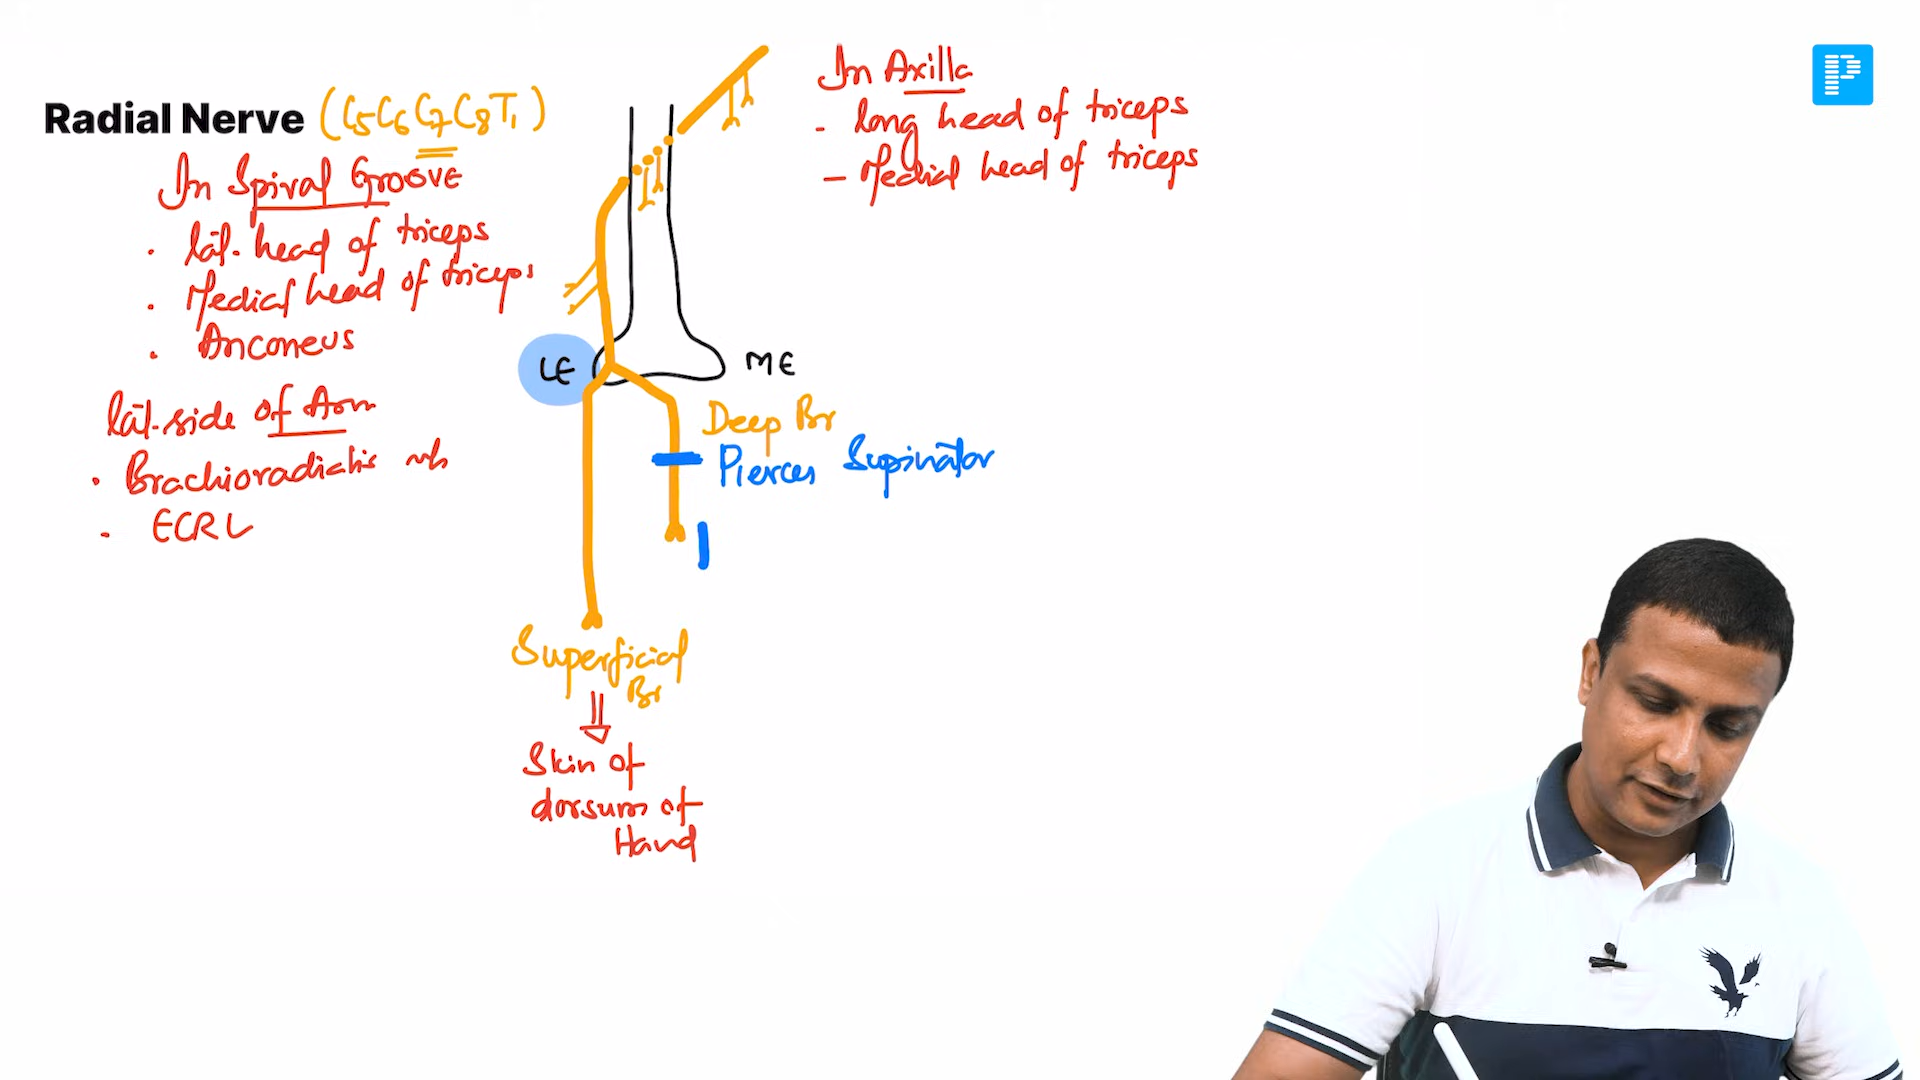 Radial Nerve (C5C6C7C8T1)
In Spiral Groove
. lat. head of triceps
. Medial head of triceps
. Anconeus
lat. side of Arm
. Brachioradialis
. ECRL
In Axilla
- long head of triceps
- Medial head of triceps
LE
ME
Deep Br
Pierces Supinator
Superficial
Br
Skin of
dorsum of
Hand
P